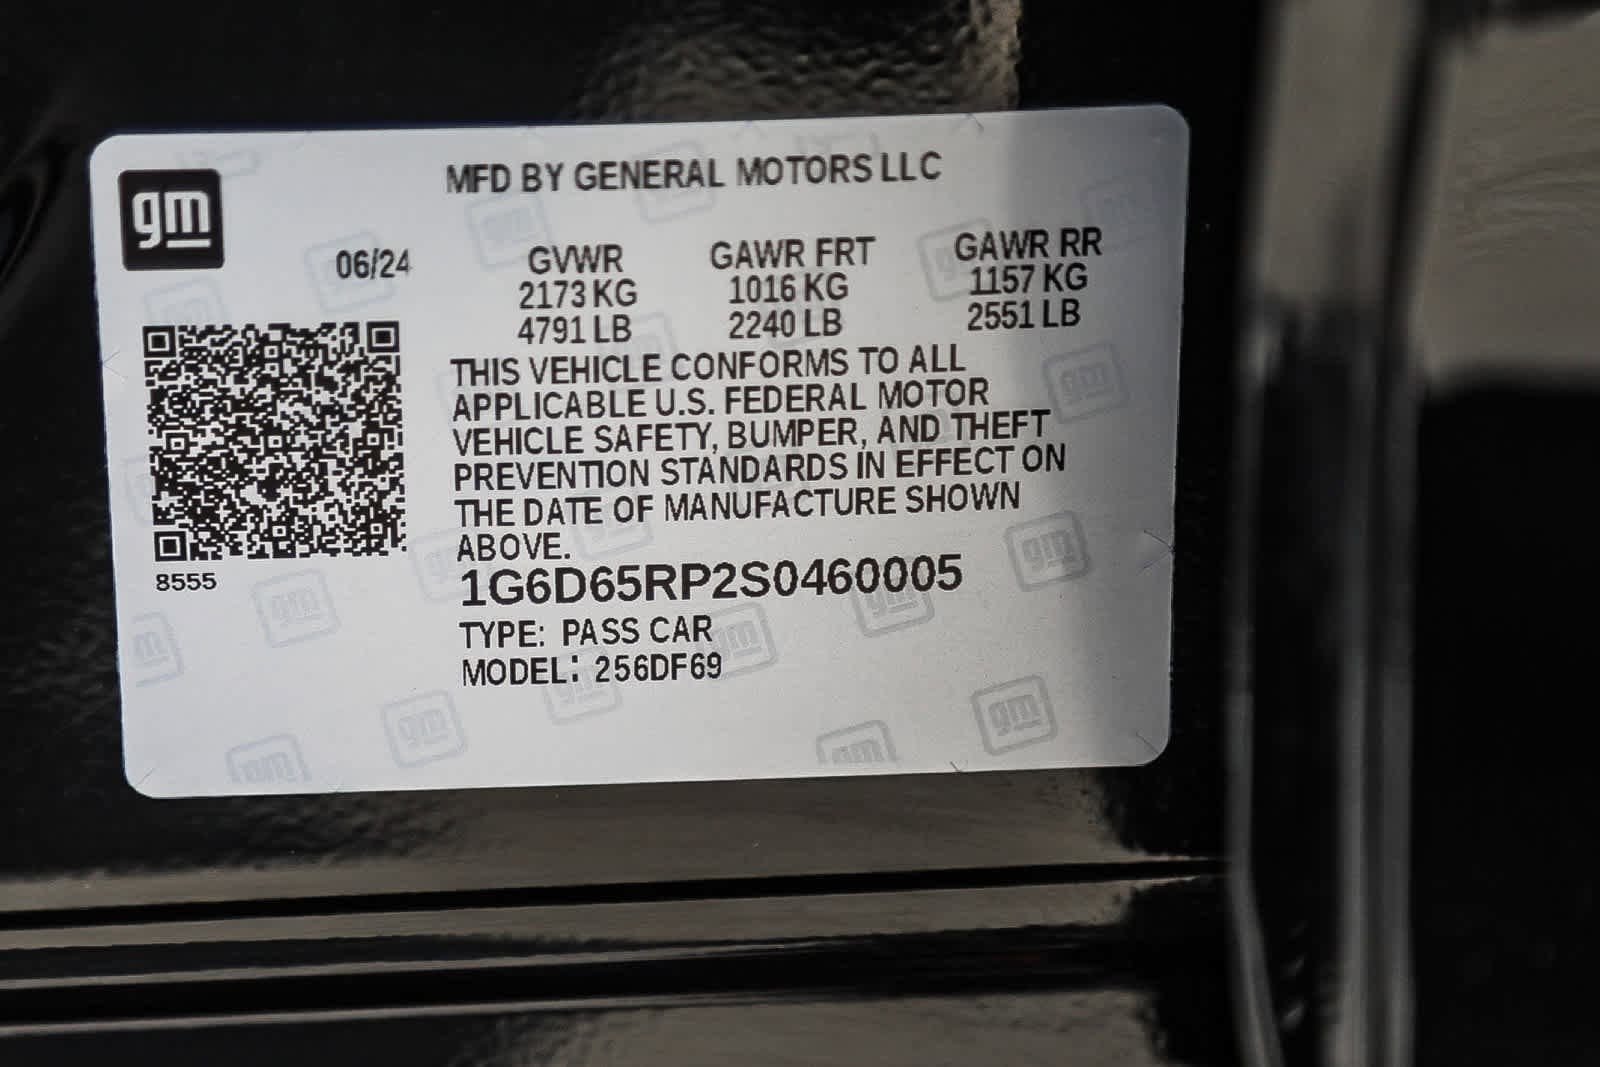 gm
MFD BY GENERAL MOTORS LLC
06/24 GVWR GAWR FRT GAWR RR
2173 KG 1016 KG 1157 KG
4791 LB 2240 LB 2551 LB
THIS VEHICLE CONFORMS TO ALL
APPLICABLE U.S. FEDERAL MOTOR
VEHICLE SAFETY, BUMPER, AND THEFT
PREVENTION STANDARDS IN EFFECT ON
THE DATE OF MANUFACTURE SHOWN
ABOVE.
8555
1G6D65RP2S0460005
TYPE: PASS CAR
MODEL: 256DF69